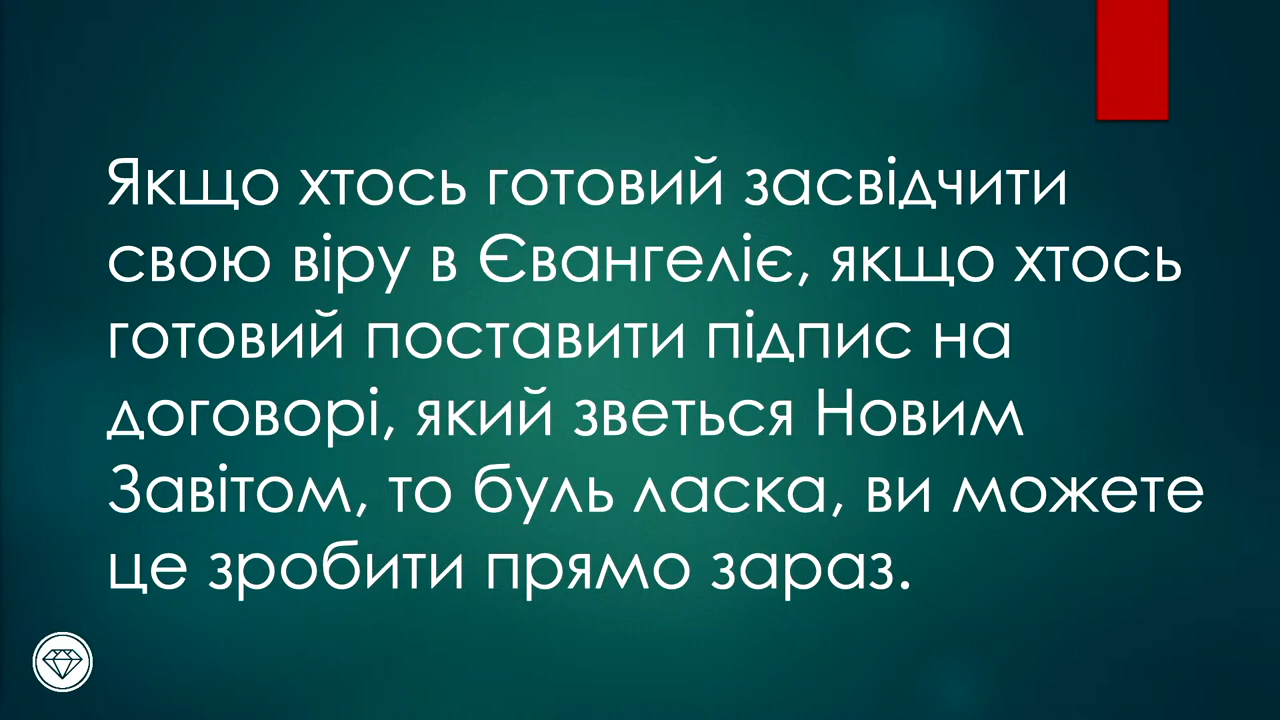 Якщо хтось готовий засвідчити
свою віру в Євангеліє, якщо хтось
готовий поставити підпис на
договорі, який зветься Новим
Завітом, то буль ласка, ви можете
це зробити прямо зараз.